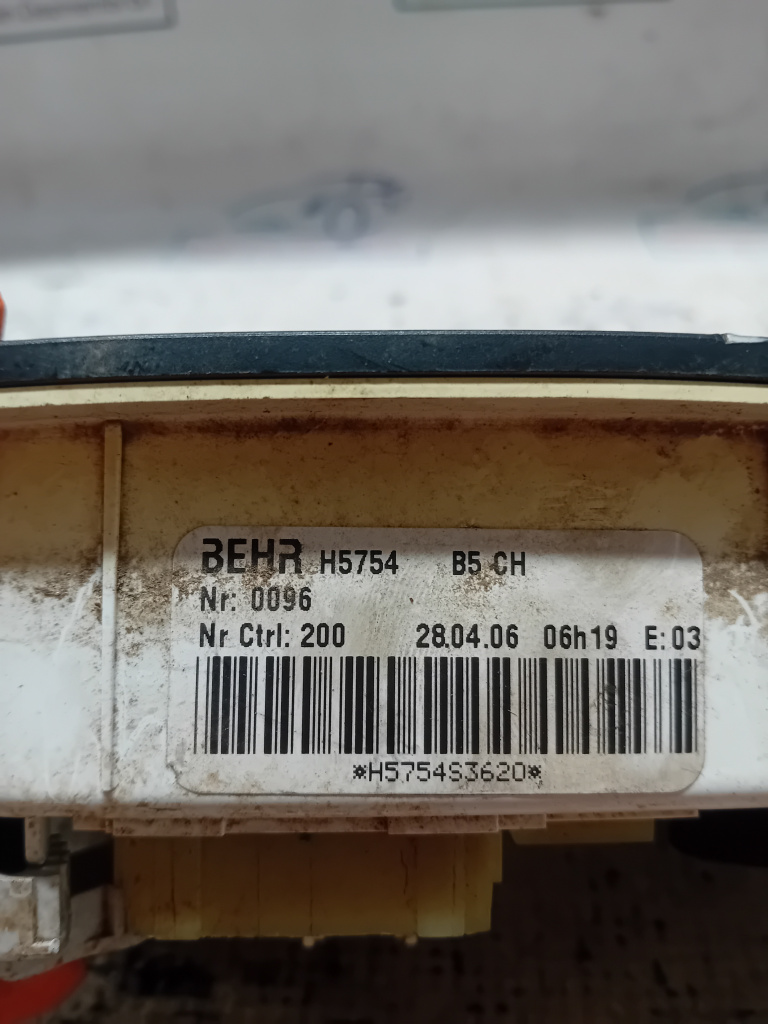 BEHR H5754 B5 CH
Nr: 0096
Nr Ctrl: 200 28.04.06 06h19 E: 03
*H5754S3620*